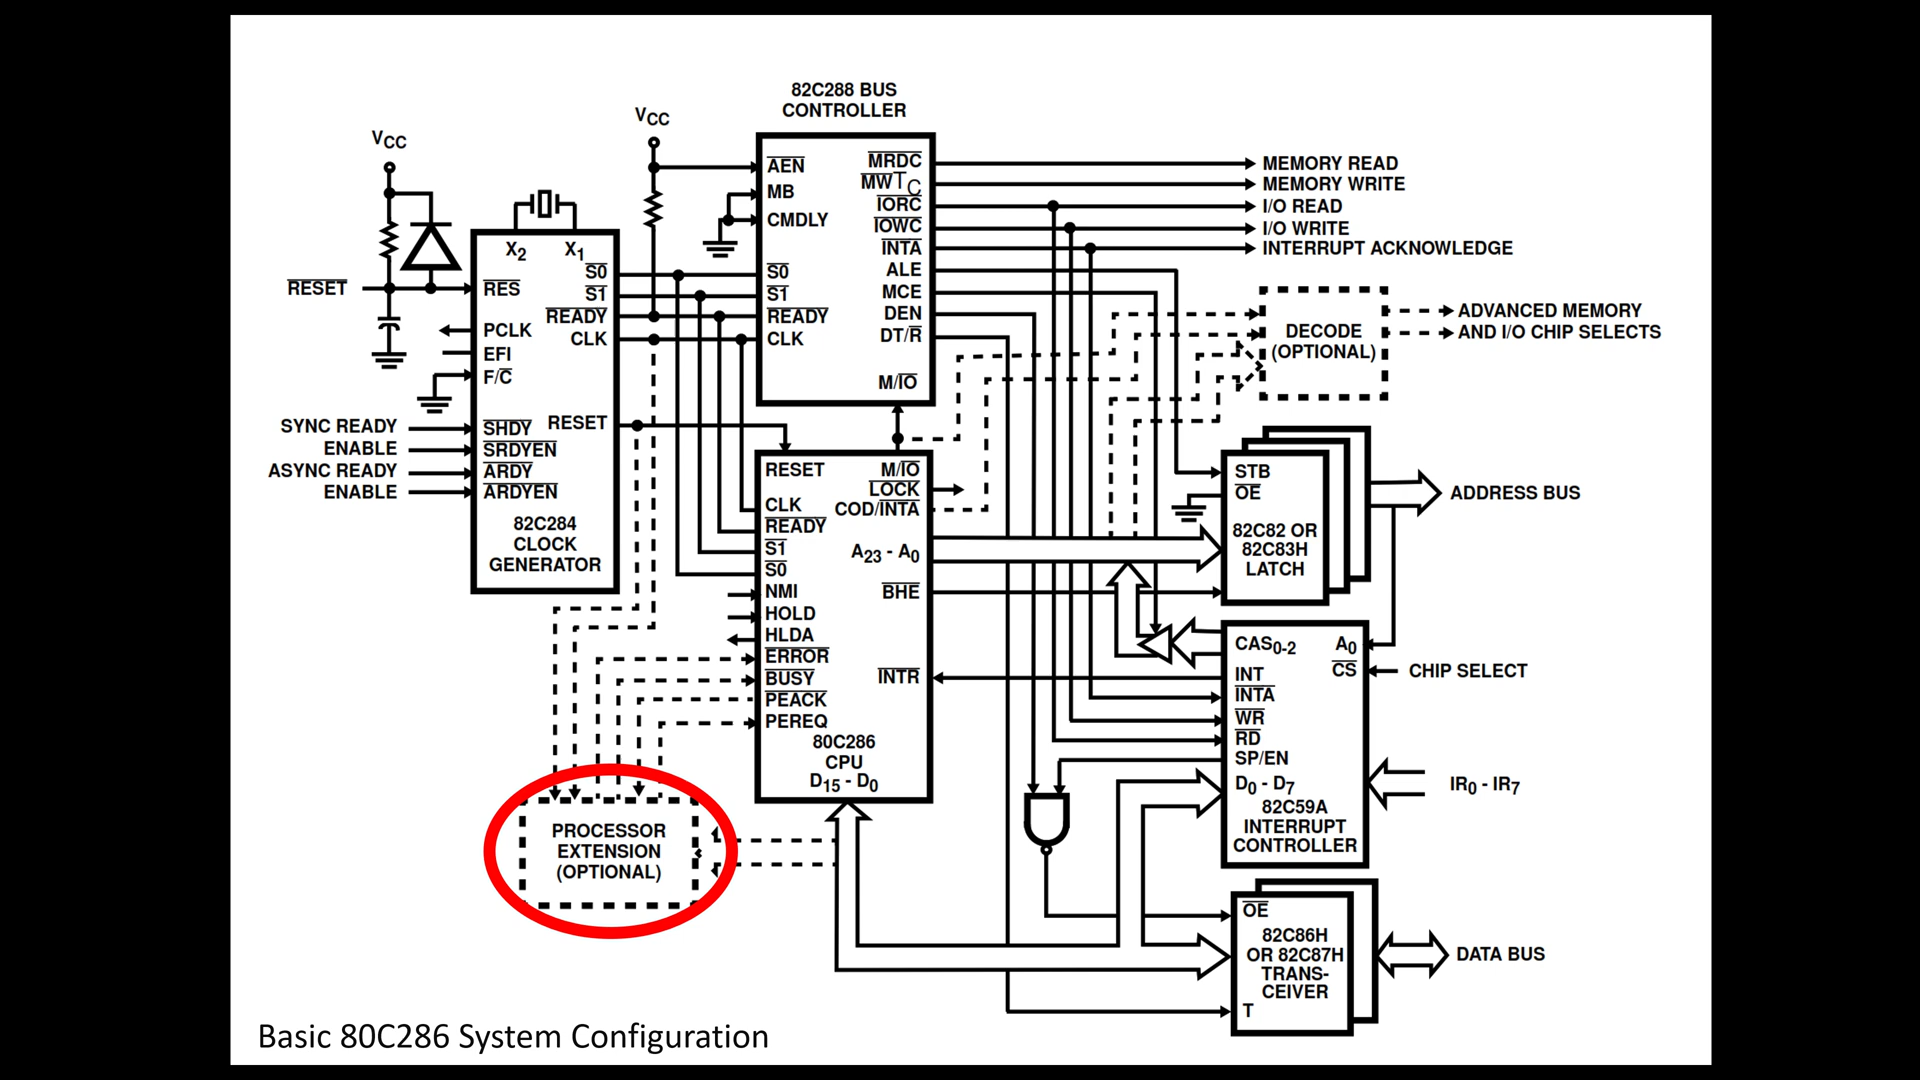 82C288 BUS
CONTROLLER
VCC
VCC
AEN
MB
CMDLY
S0
S1
READY
CLK
MRDC
MWTC
IORC
IOWC
INTA
ALE
MCE
DEN
DT/R
M/IO
MEMORY READ
MEMORY WRITE
I/O READ
I/O WRITE
INTERRUPT ACKNOWLEDGE
X2 X1
RESET
RES
PCLK
EFI
F/C
S0
S1
READY
CLK
RESET
SYNC READY
ENABLE
ASYNC READY
ENABLE
SHDY
SRDYEN
ARDY
ARDYEN
82C284
CLOCK
GENERATOR
DECODE
(OPTIONAL)
ADVANCED MEMORY
AND I/O CHIP SELECTS
RESET
CLK
READY
S1
S0
NMI
HOLD
HLDA
ERROR
BUSY
PEACK
PEREQ
M/IO
LOCK
COD/INTA
A23 - A0
BHE
INTR
80C286
CPU
D15 - D0
STB
OE
82C82 OR
82C83H
LATCH
ADDRESS BUS
CAS0-2 A0
CS
CHIP SELECT
INT
INTA
WR
RD
SP/EN
D0 - D7
82C59A
INTERRUPT
CONTROLLER
IR0 - IR7
PROCESSOR
EXTENSION
(OPTIONAL)
OE
82C86H
OR 82C87H
TRANS-
CEIVER
T
DATA BUS
Basic 80C286 System Configuration